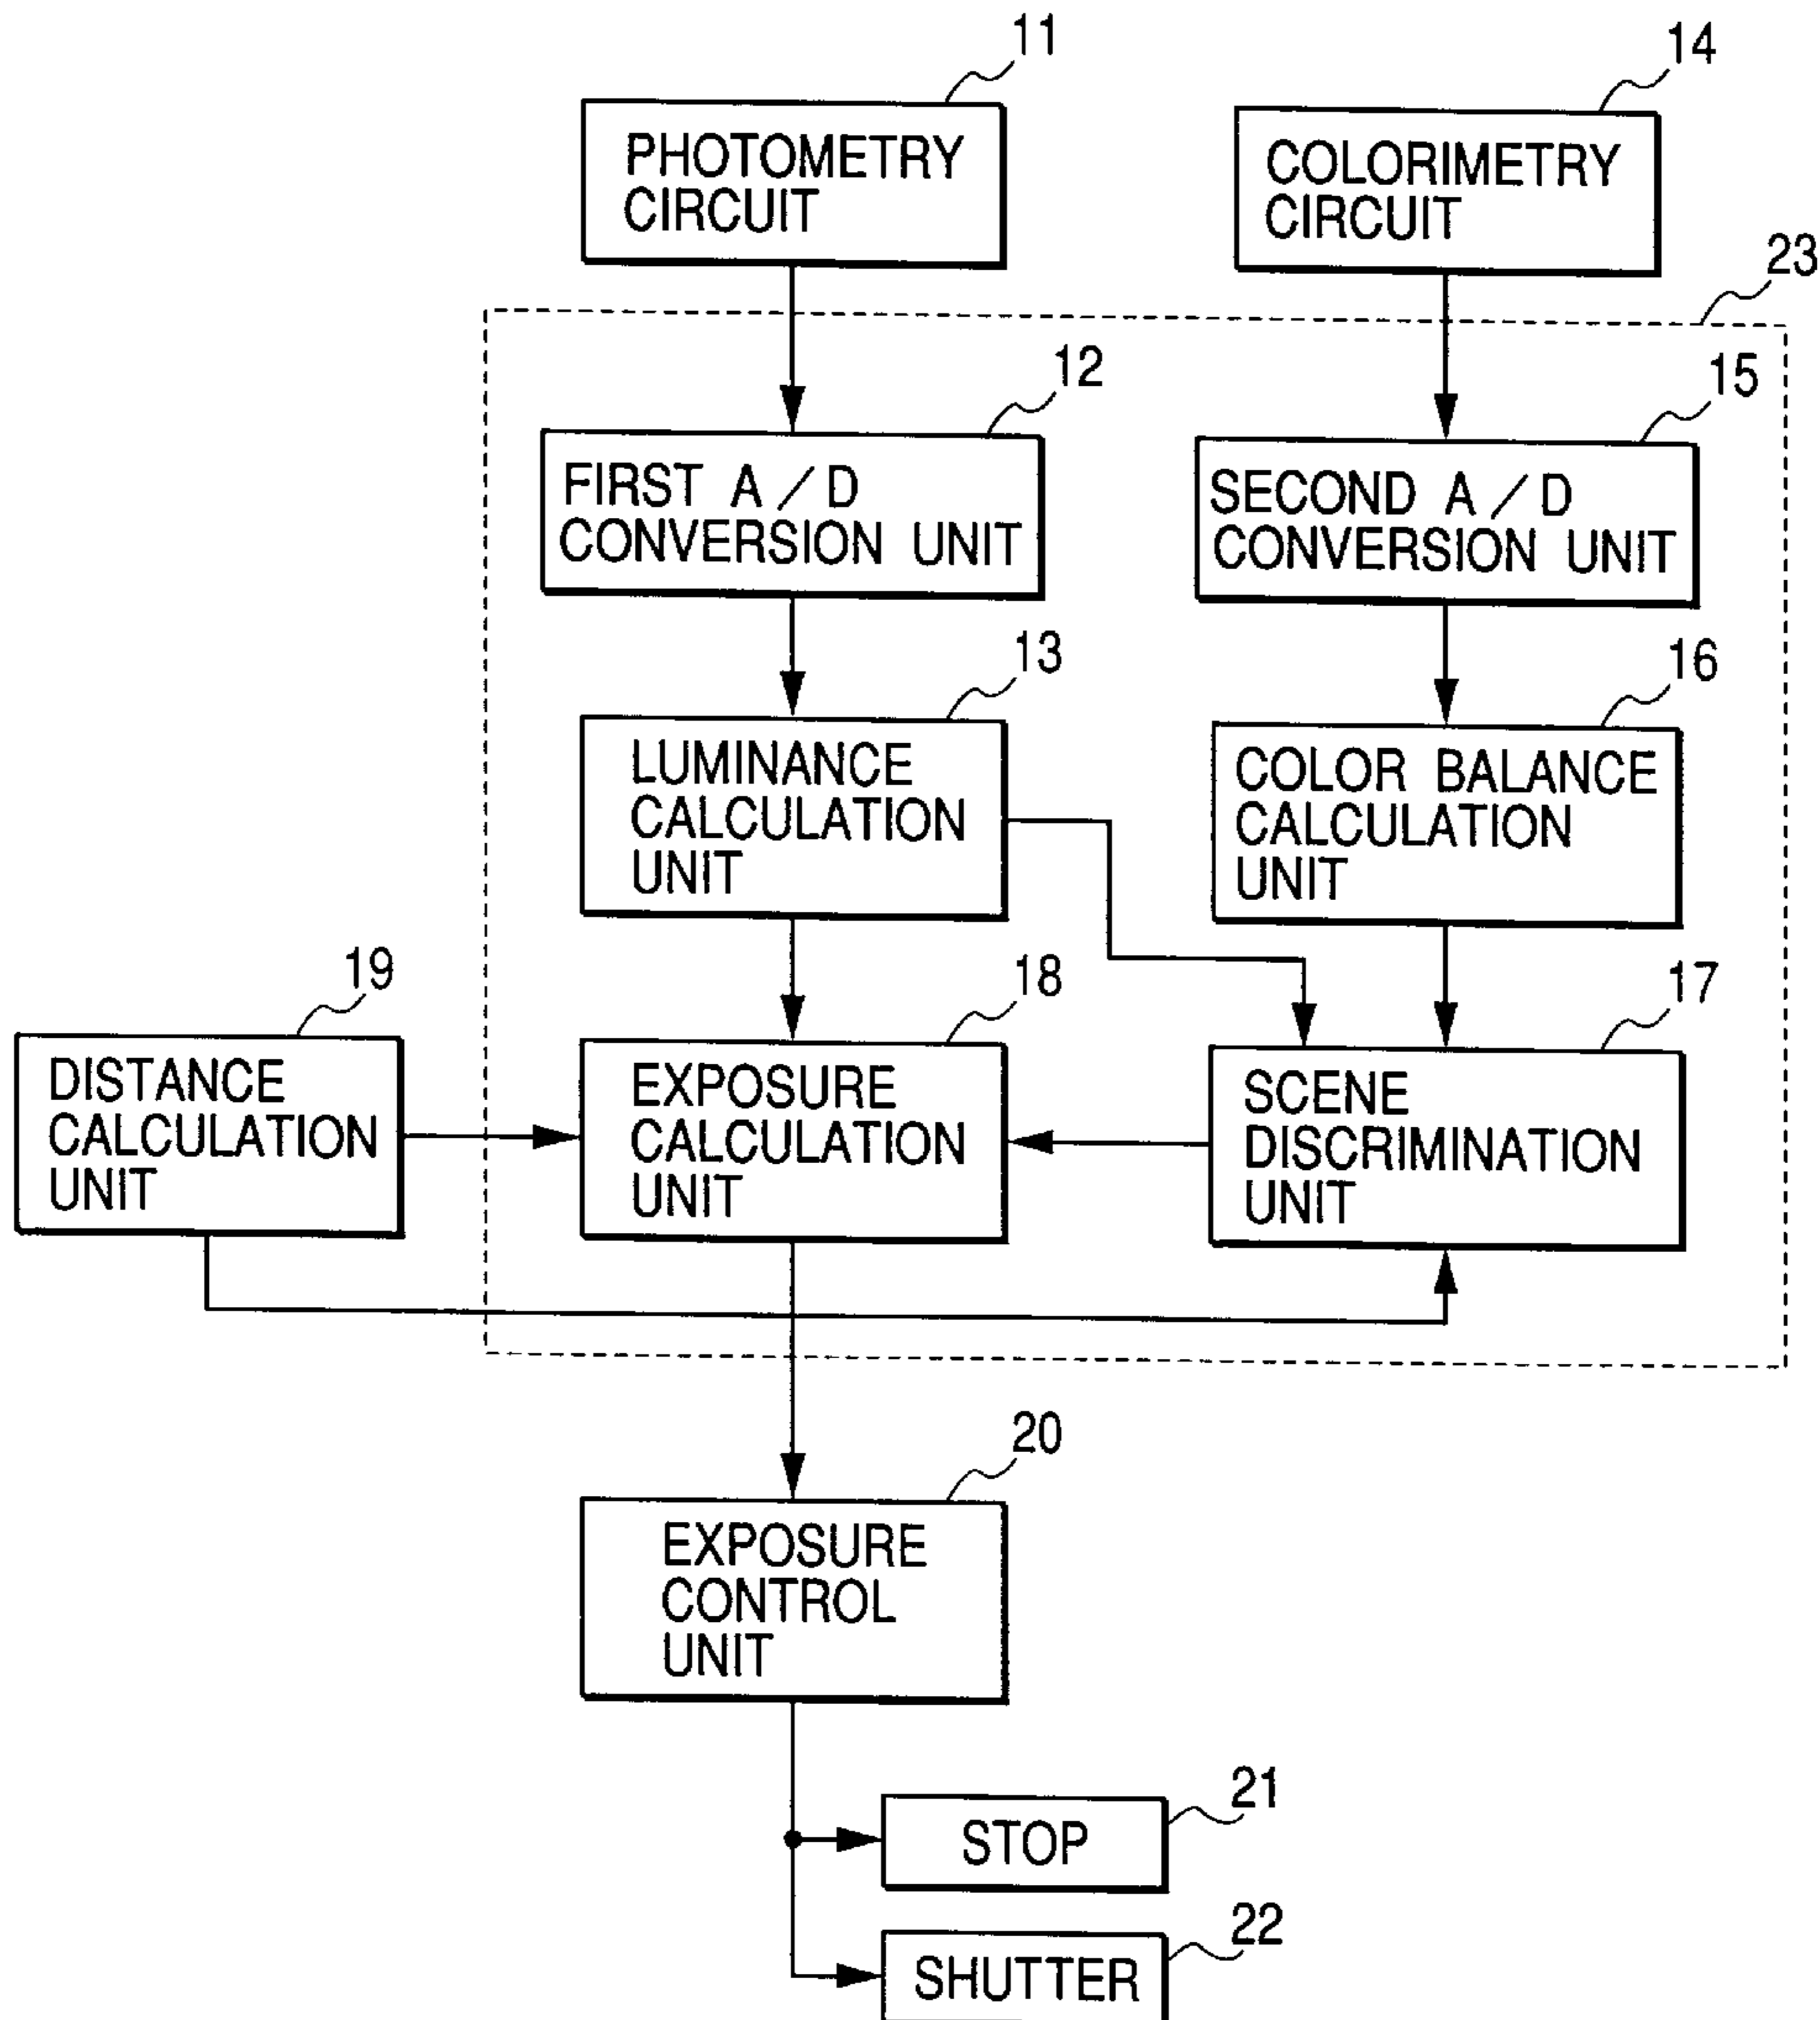 11
14
PHOTOMETRY
CIRCUIT
COLORIMETRY
CIRCUIT
23
12
15
FIRST A/D
CONVERSION UNIT
SECOND A/D
CONVERSION UNIT
13
16
LUMINANCE
CALCULATION
UNIT
COLOR BALANCE
CALCULATION
UNIT
19
18
17
DISTANCE
CALCULATION
UNIT
EXPOSURE
CALCULATION
UNIT
SCENE
DISCRIMINATION
UNIT
20
EXPOSURE
CONTROL
UNIT
21
STOP
22
SHUTTER